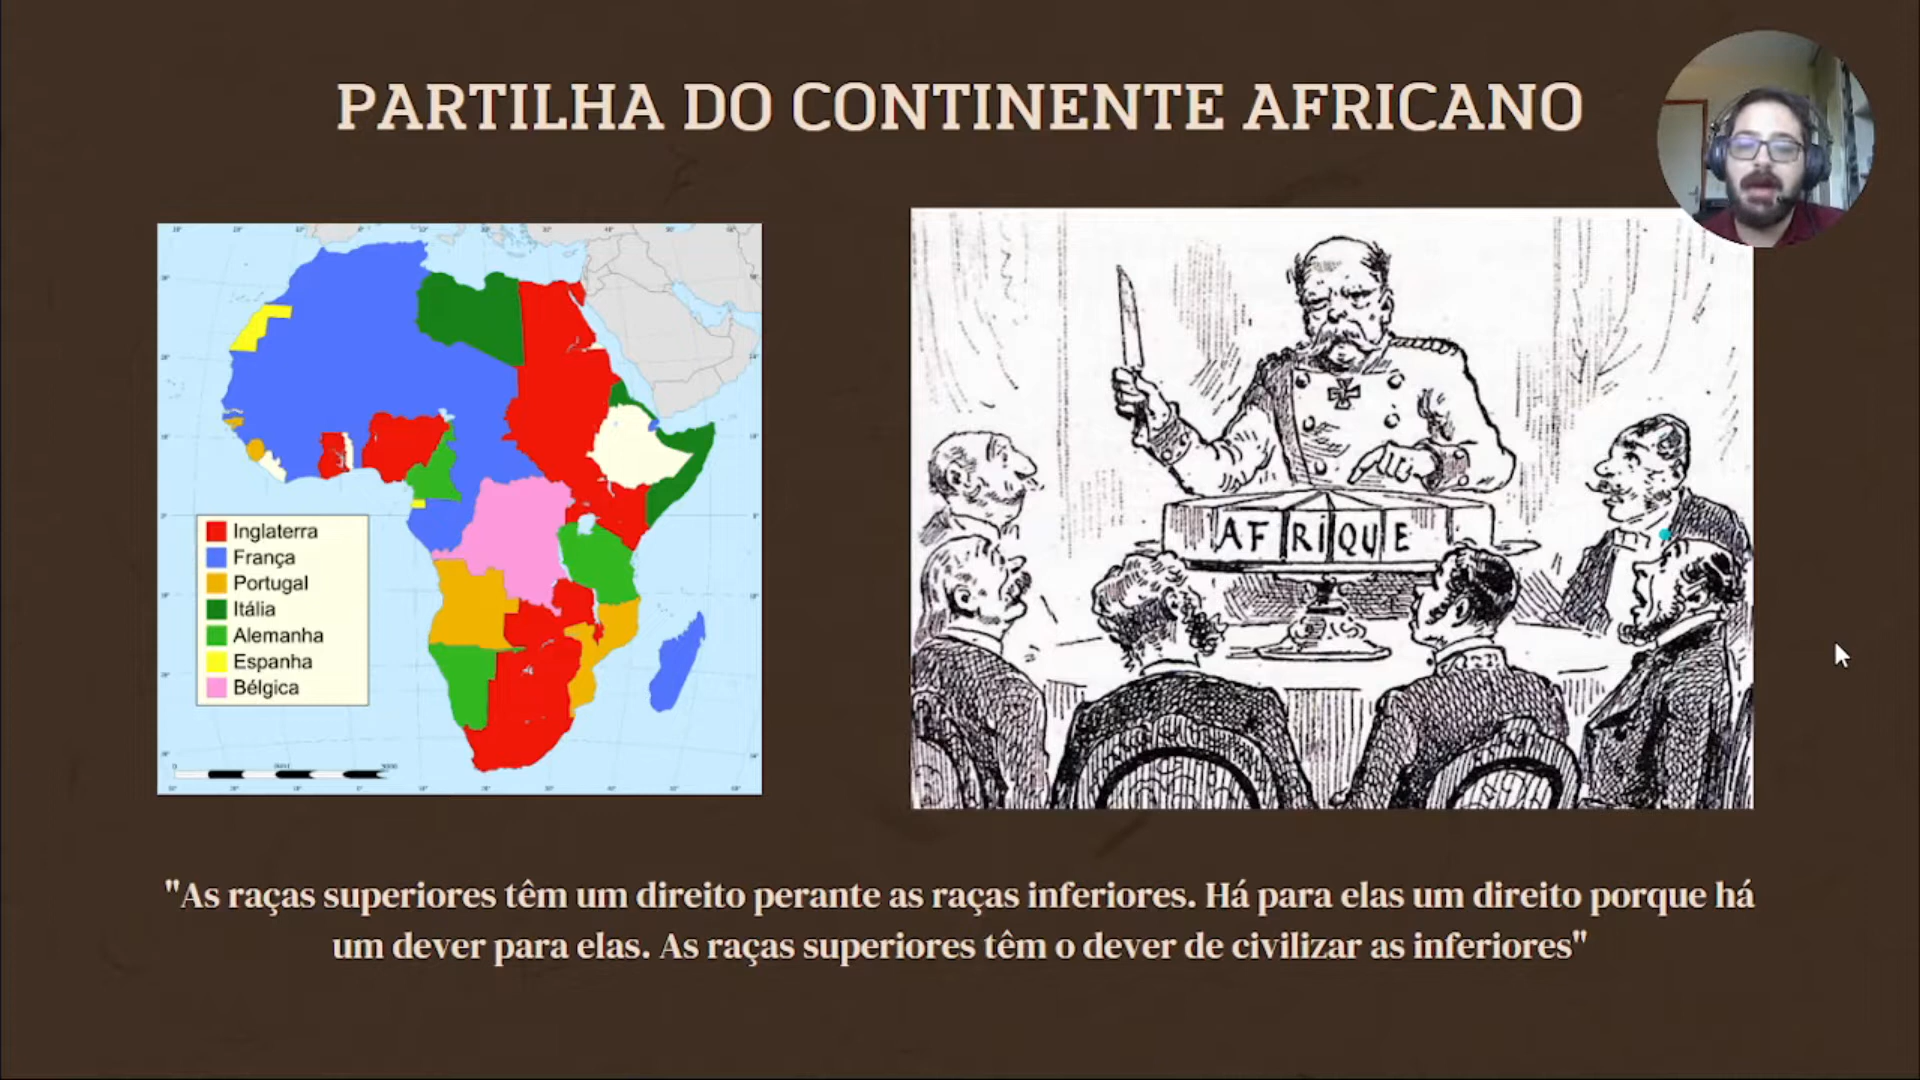 PARTILHA DO CONTINENTE AFRICANO
Inglaterra
França
Portugal
Itália
Alemanha
Espanha
Bélgica
AFRIQUE
"As raças superiores têm um direito perante as raças inferiores. Há para elas um direito porque há
um dever para elas. As raças superiores têm o dever de civilizar as inferiores"